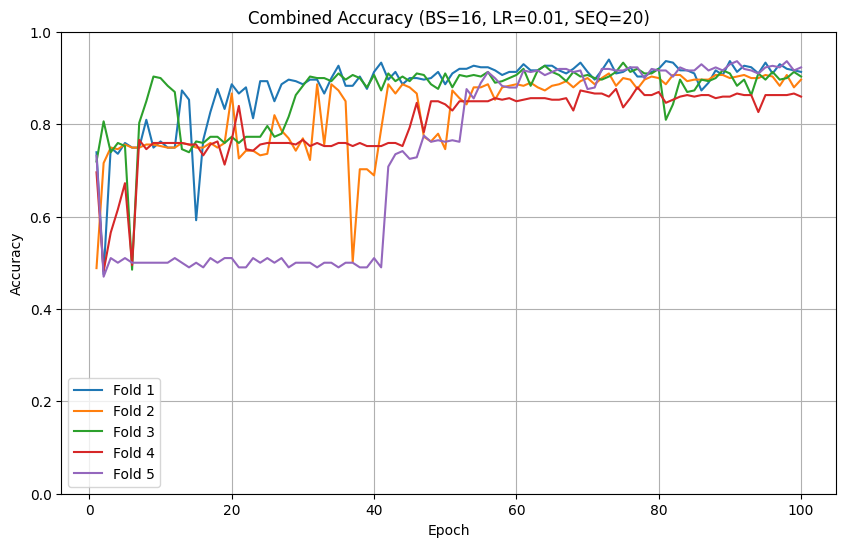 Combined Accuracy (BS=16, LR=0.01, SEQ=20)
Accuracy
1.0
0.8
0.6
0.4
0.2
0.0
Fold 1
Fold 2
Fold 3
Fold 4
Fold 5
0 20 40 60 80 100
Epoch